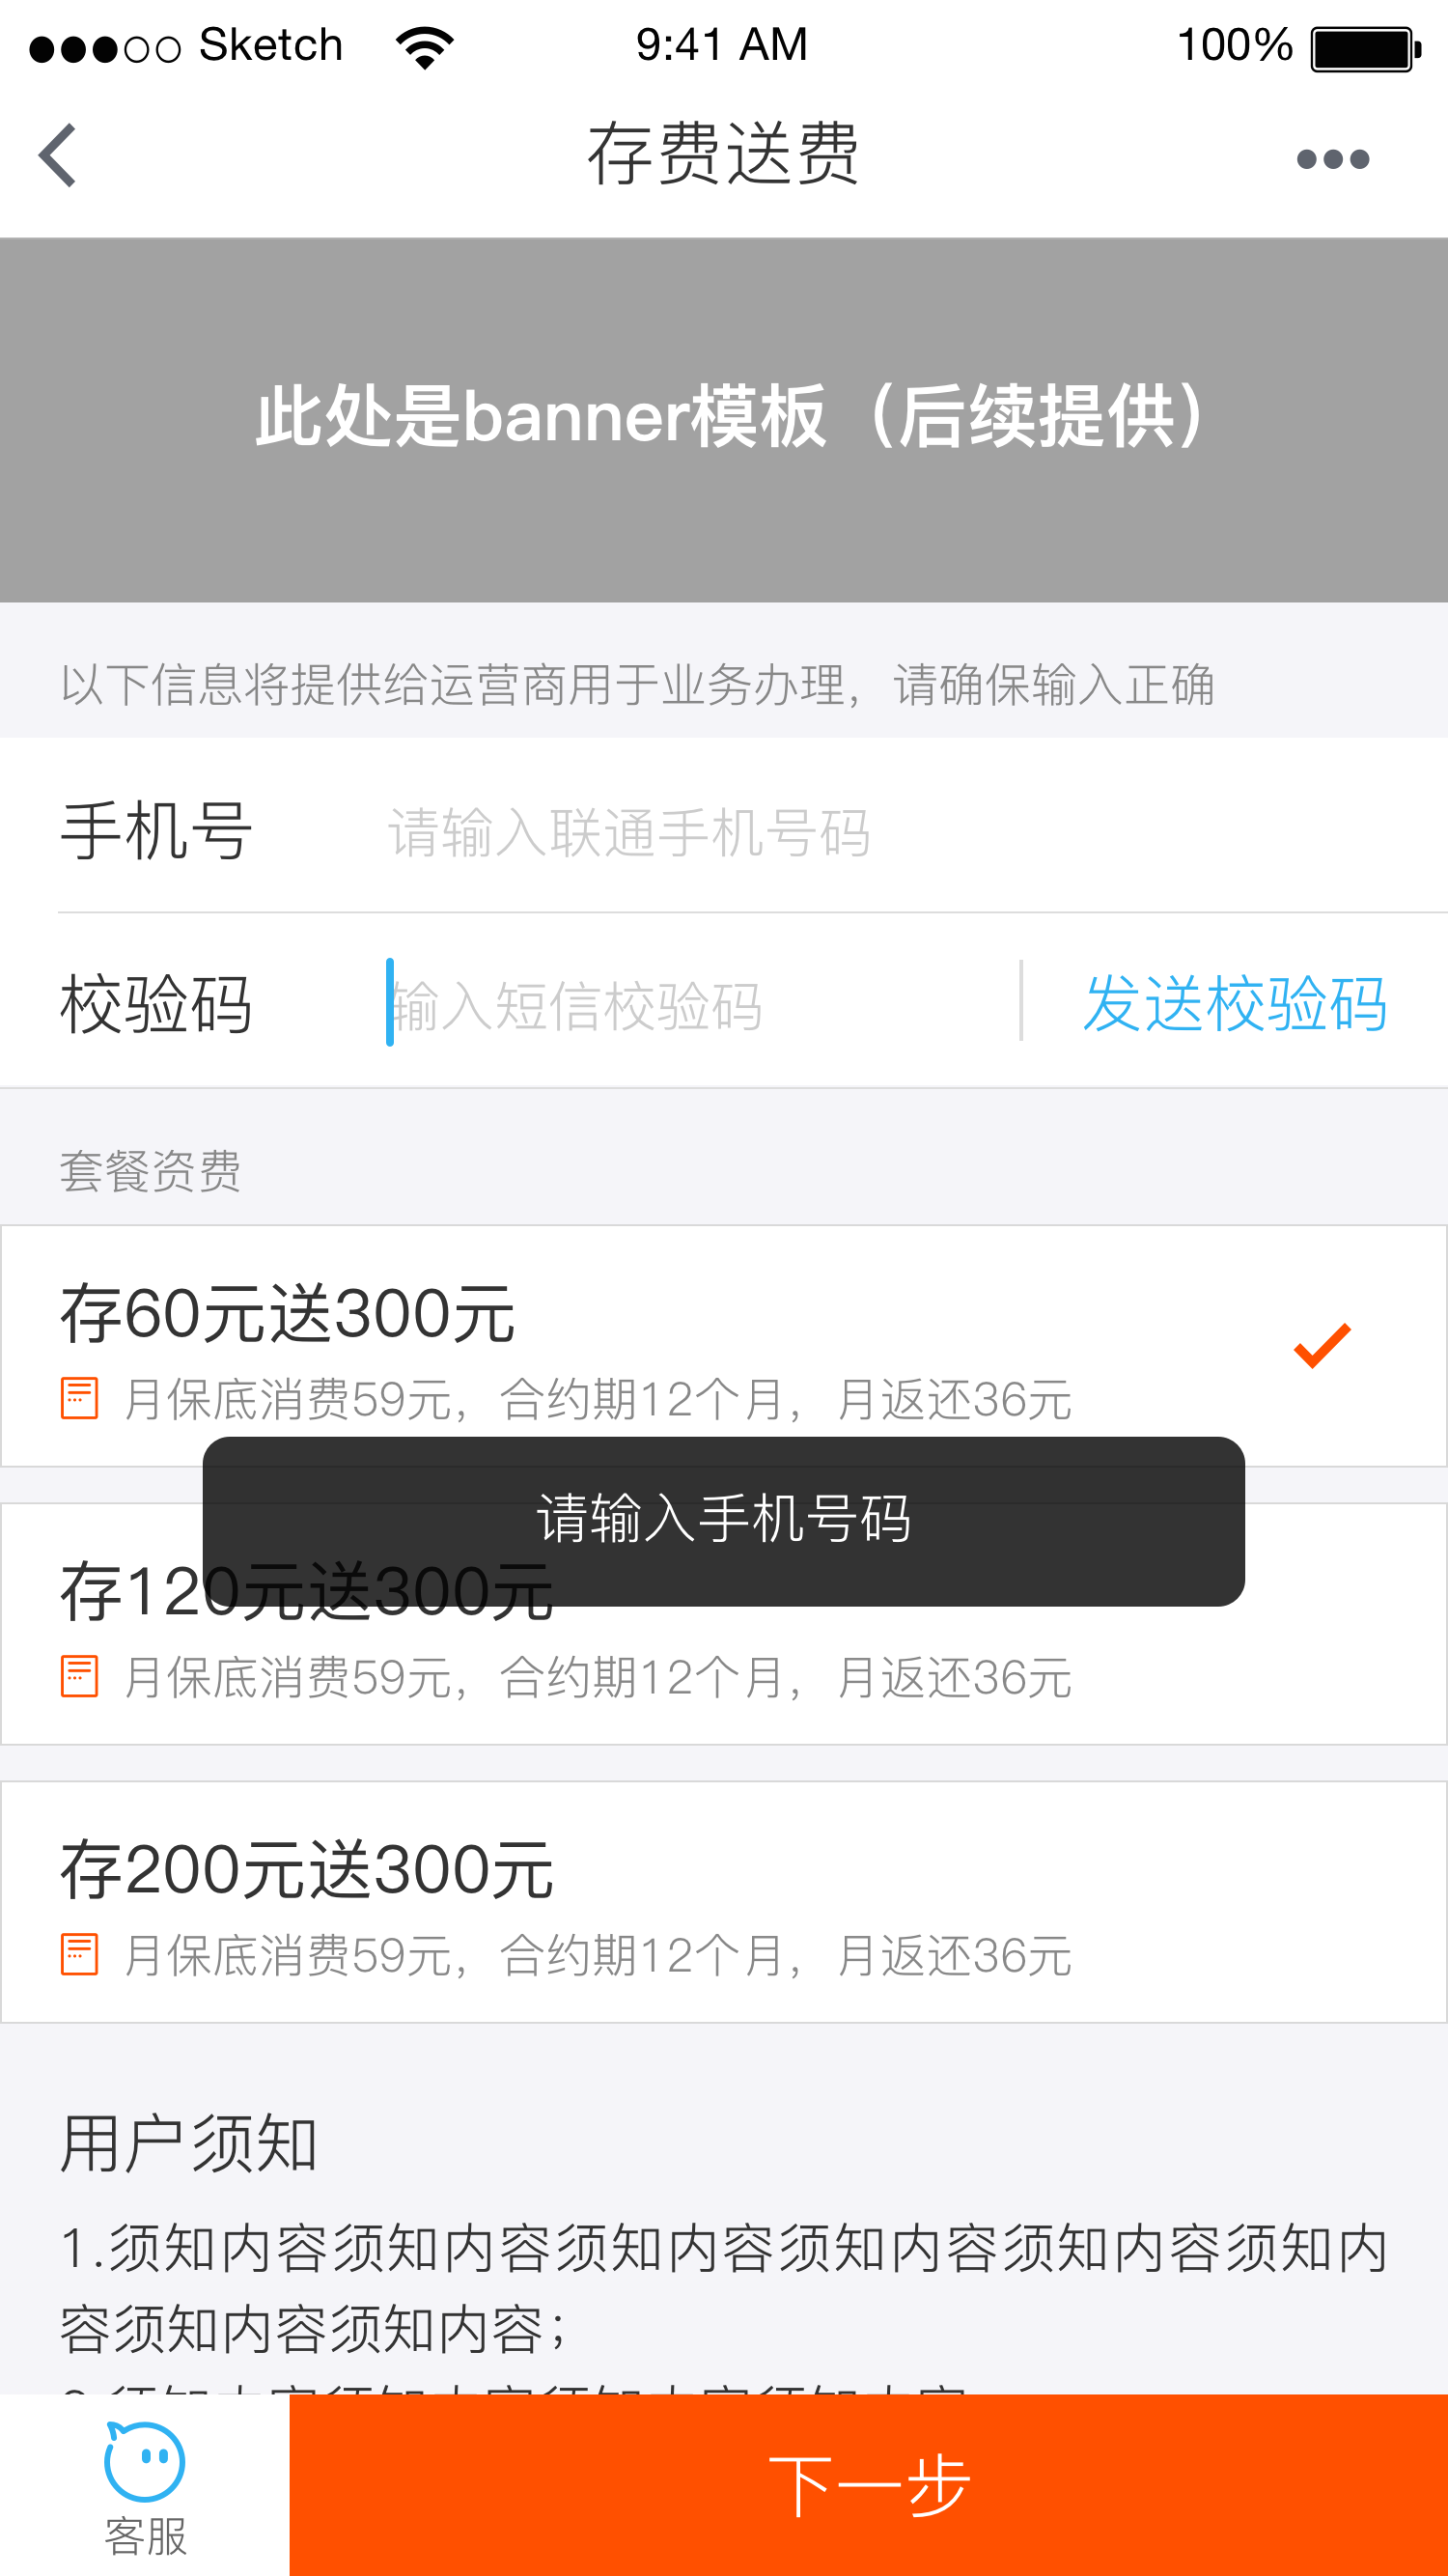 Sketch 9:41 AM 100%
存费送费
此处是banner模板（后续提供）
以下信息将提供给运营商用于业务办理，请确保输入正确
手机号 请输入联通手机号码
校验码 输入短信校验码 发送校验码
套餐资费
存60元送300元
月保底消费59元，合约期12个月，月返还36元
请输入手机号码
存120元送300元
月保底消费59元，合约期12个月，月返还36元
存200元送300元
月保底消费59元，合约期12个月，月返还36元
用户须知
1.须知内容须知内容须知内容须知内容须知内容须知内
容须知内容须知内容；
客服
下一步